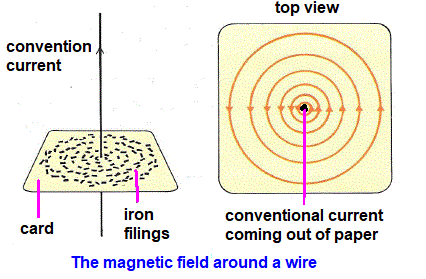 top view
convention
current
card
iron
filings
conventional current
coming out of paper
The magnetic field around a wire